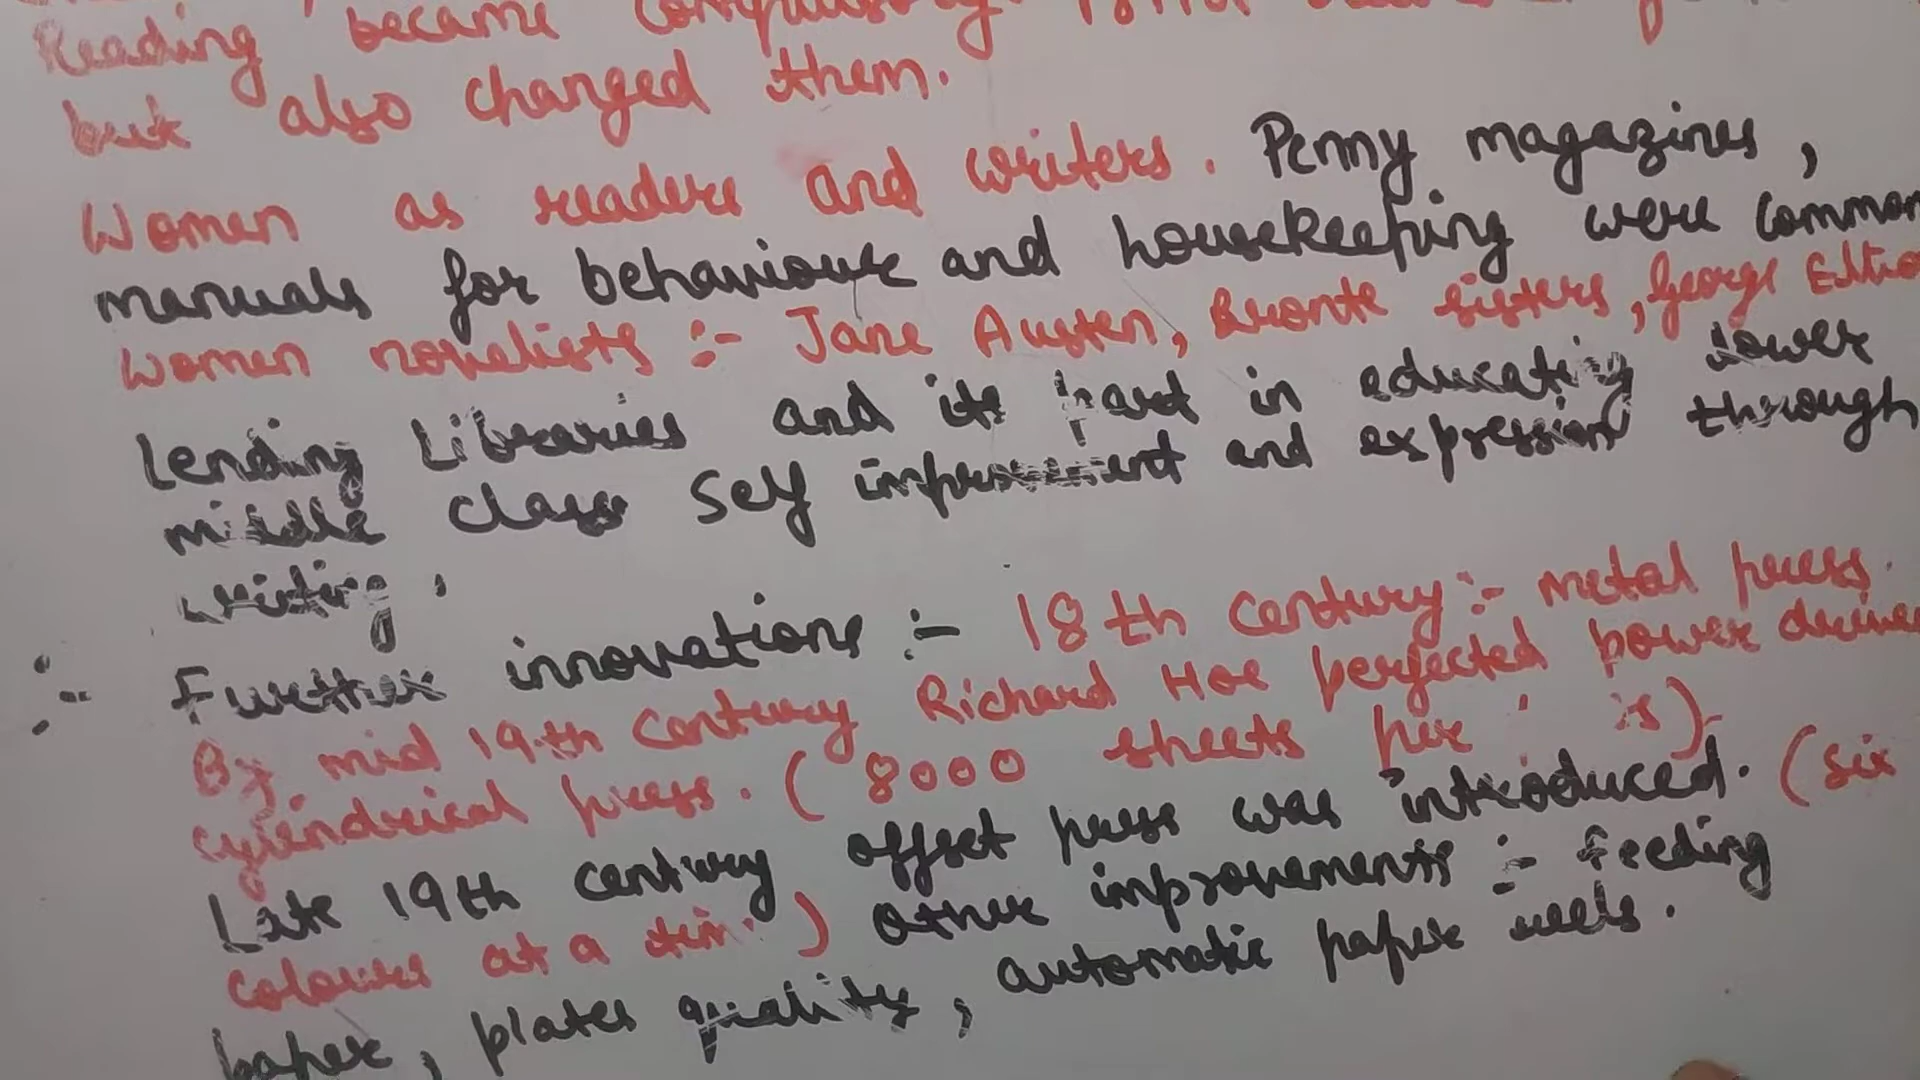 Reading became compulsory.
but also changed them.
Women as readers and writers. Penny magazines,
manuals for behaviour and housekeeping were common
Women novelists :- Jane Austen, Bronte sisters, George
Lending Libraries and its part in educating lower
middle class self improvement and expression through
writing.
:- Further innovations :- 18th century :- metal press.
By mid 19th century Richard Hoe perfected power driven
cylendrical press. (8000 sheets per
Late 19th century offset press was introduced. (six
colours at a time) Other improvements :- feeding
paper, plates quality, automatic paper reels.